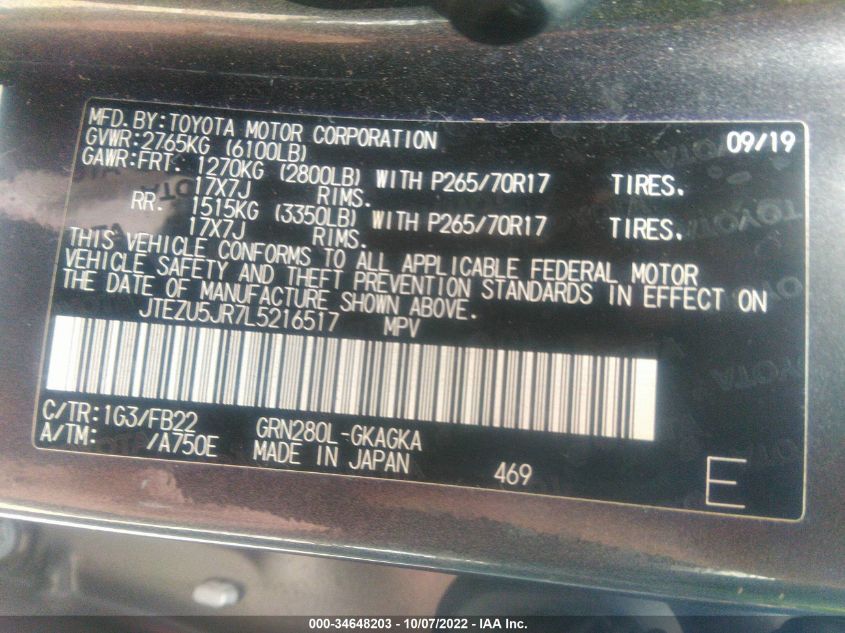 MFD. BY: TOYOTA MOTOR CORPORATION 09/19
GVWR: 2765KG (6100LB)
GAWR: FRT. 1270KG (2800LB) WITH P265/70R17 TIRES.
17X7J RIMS.
RR. 1515KG (3350LB) WITH P265/70R17 TIRES.
17X7J RIMS.
THIS VEHICLE CONFORMS TO ALL APPLICABLE FEDERAL MOTOR
VEHICLE SAFETY AND THEFT PREVENTION STANDARDS IN EFFECT ON
THE DATE OF MANUFACTURE SHOWN ABOVE.
JTEZU5JR7L5216517 MPV
C/TR: 1G3/FB22 GRN280L-GKAGKA
A/TM: /A750E MADE IN JAPAN 469 E
000-34648203 - 10/07/2022 - IAA Inc.